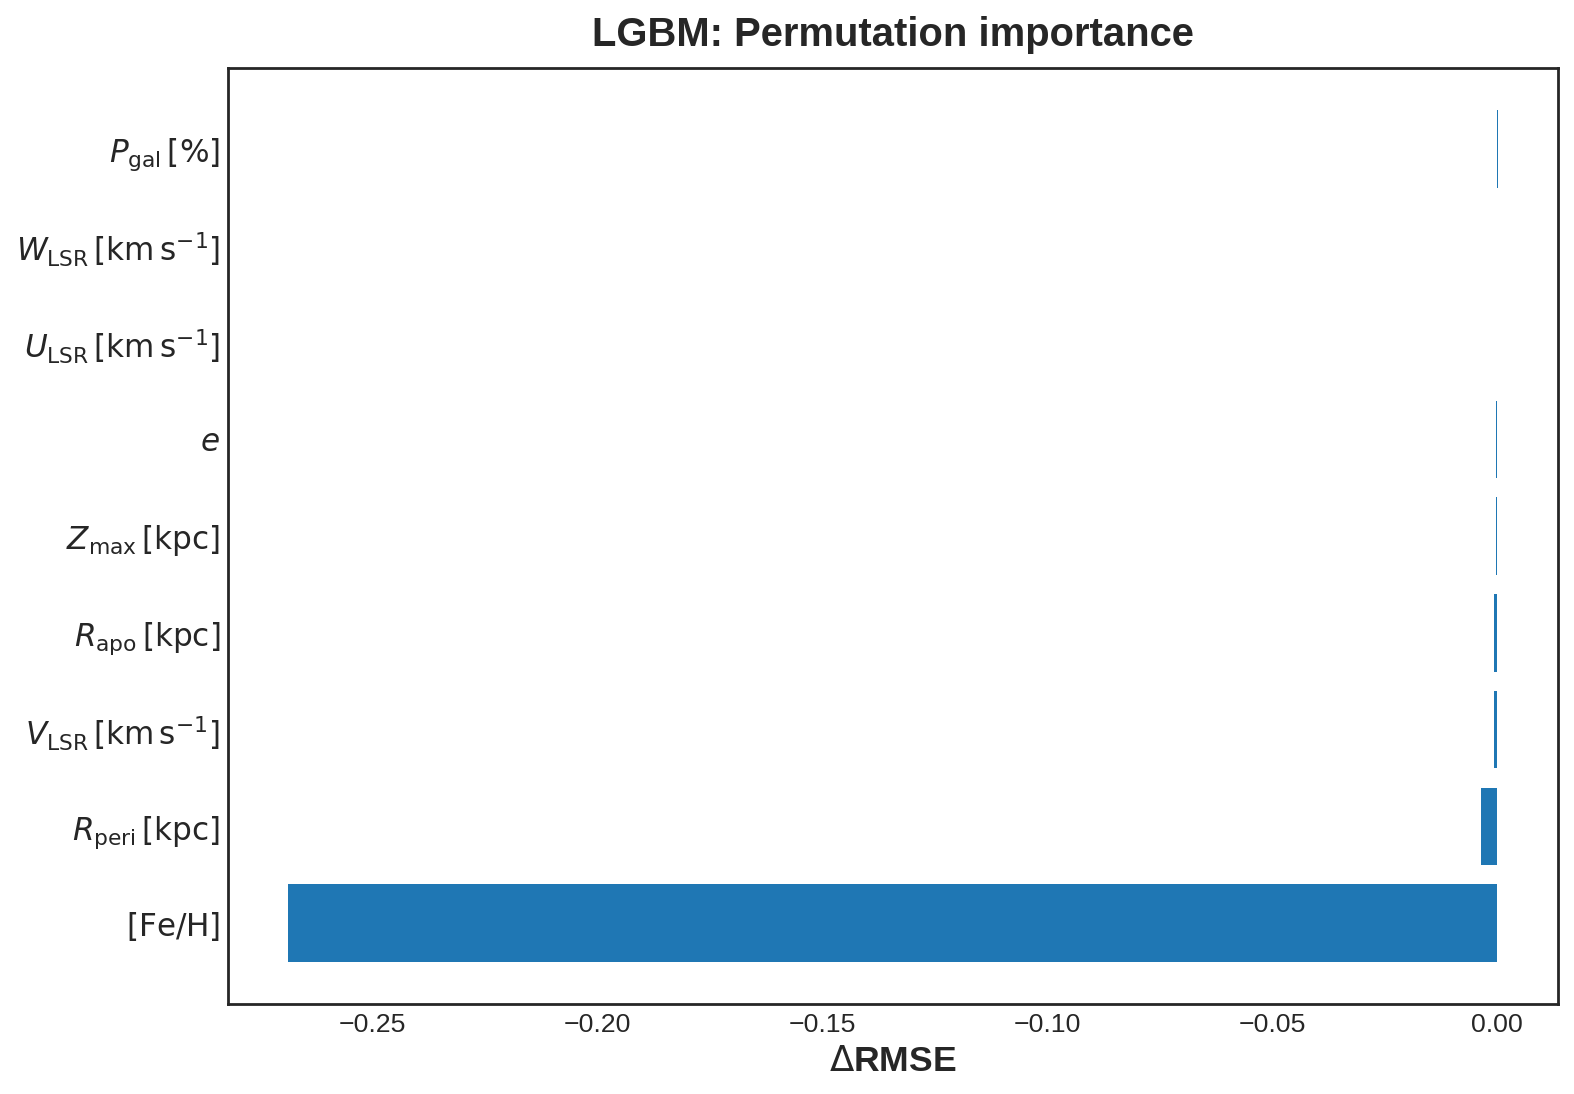 LGBM: Permutation importance
P_gal [%]
W_LSR [km s⁻¹]
U_LSR [km s⁻¹]
e
Z_max [kpc]
R_apo [kpc]
V_LSR [km s⁻¹]
R_peri [kpc]
[Fe/H]
−0.25 −0.20 −0.15 −0.10 −0.05 0.00
ΔRMSE